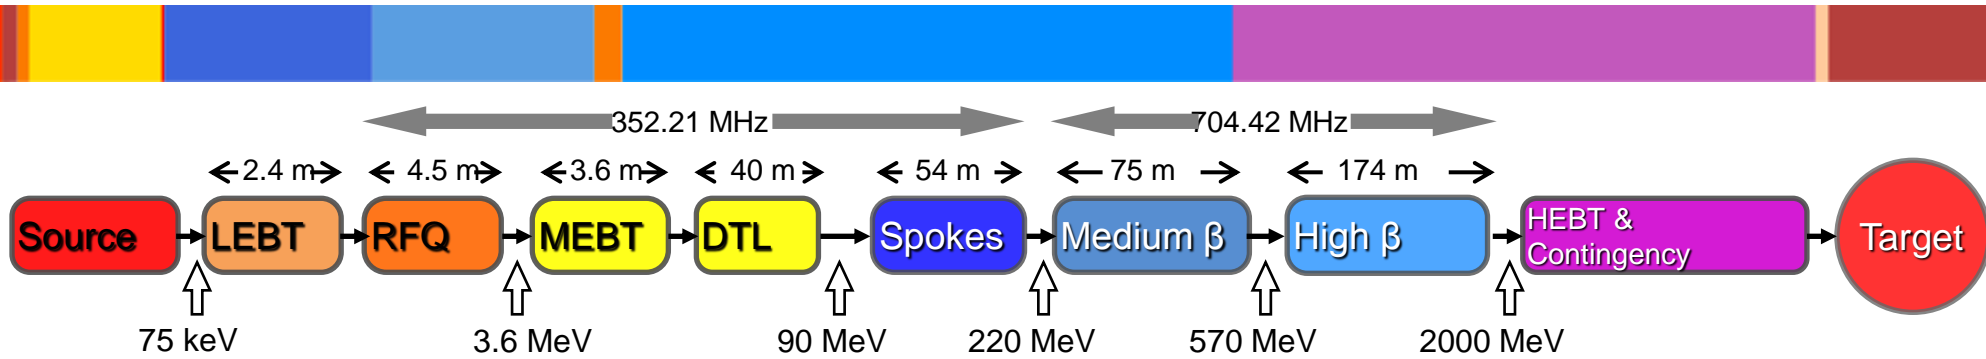 352.21 MHz 704.42 MHz
2.4 m 4.5 m 3.6 m 40 m 54 m 75 m 174 m
Source LEBT RFQ MEBT DTL Spokes Medium β High β HEBT &
Contingency Target
75 keV 3.6 MeV 90 MeV 220 MeV 570 MeV 2000 MeV